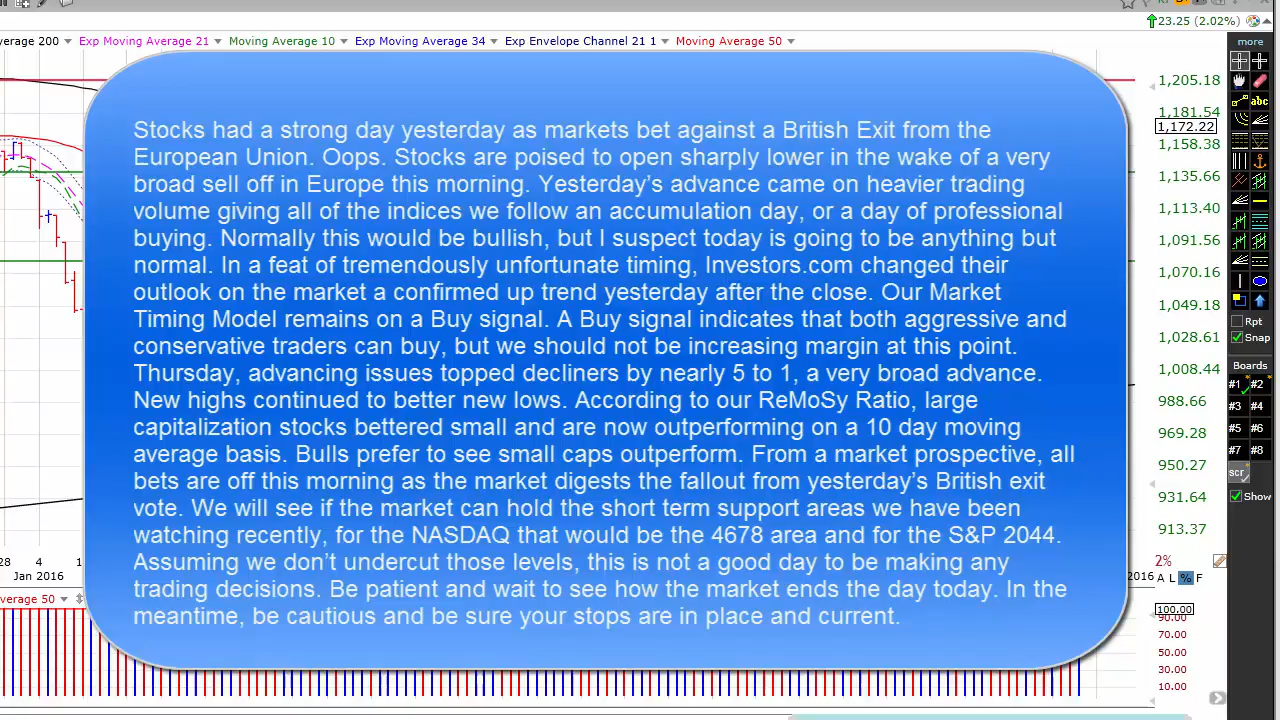 23.25 (2.02%)
verage 200 Exp Moving Average 21 Moving Average 10 Exp Moving Average 34 Exp Envelope Channel 21 1 Moving Average 50
more
Stocks had a strong day yesterday as markets bet against a British Exit from the
European Union. Oops. Stocks are poised to open sharply lower in the wake of a very
broad sell off in Europe this morning. Yesterday’s advance came on heavier trading
volume giving all of the indices we follow an accumulation day, or a day of professional
buying. Normally this would be bullish, but I suspect today is going to be anything but
normal. In a feat of tremendously unfortunate timing, Investors.com changed their
outlook on the market a confirmed up trend yesterday after the close. Our Market
Timing Model remains on a Buy signal. A Buy signal indicates that both aggressive and
conservative traders can buy, but we should not be increasing margin at this point.
Thursday, advancing issues topped decliners by nearly 5 to 1, a very broad advance.
New highs continued to better new lows. According to our ReMoSy Ratio, large
capitalization stocks bettered small and are now outperforming on a 10 day moving
average basis. Bulls prefer to see small caps outperform. From a market prospective, all
bets are off this morning as the market digests the fallout from yesterday’s British exit
vote. We will see if the market can hold the short term support areas we have been
watching recently, for the NASDAQ that would be the 4678 area and for the S&P 2044.
Assuming we don’t undercut those levels, this is not a good day to be making any
trading decisions. Be patient and wait to see how the market ends the day today. In the
meantime, be cautious and be sure your stops are in place and current.
1,205.18
1,181.54
1,172.22
1,158.38
1,135.66
1,113.40
1,091.56
1,070.16
1,049.18
1,028.61
1,008.44
988.66
969.28
950.27
931.64
913.37
2%
2016 A L % F
abc
Rpt
Snap
Boards
#1 #2
#3 #4
#5 #6
#7 #8
scr
Show
28 4 1
Jan 2016
verage 50
100.00
90.00
70.00
50.00
30.00
10.00